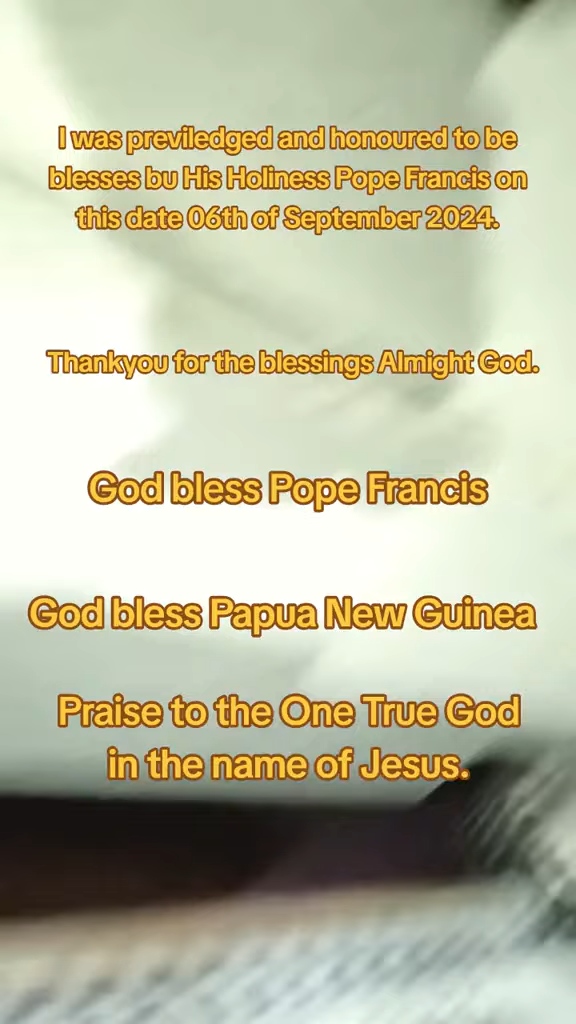 I was previledged and honoured to be
blesses bu His Holiness Pope Francis on
this date 06th of September 2024.
Thankyou for the blessings Almight God.
God bless Pope Francis
God bless Papua New Guinea
Praise to the One True God
in the name of Jesus.